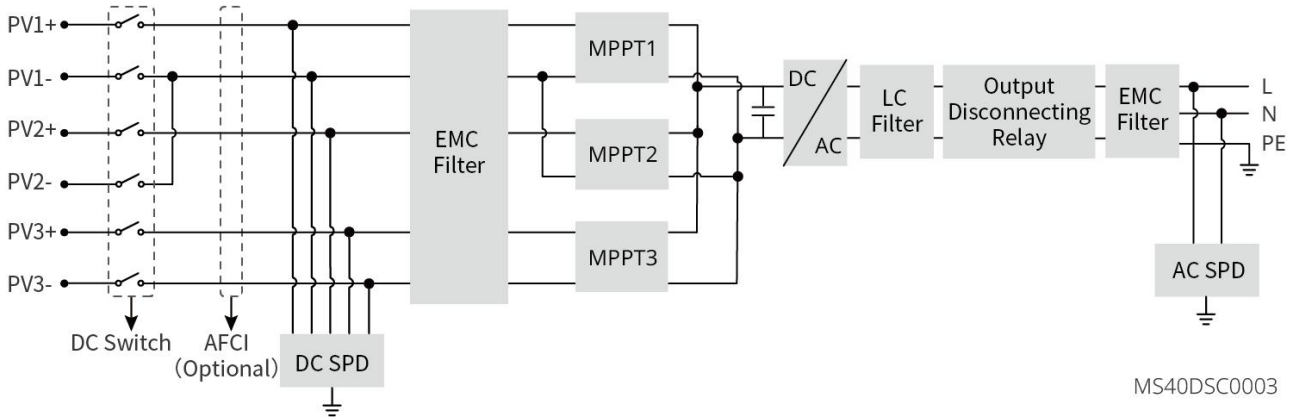 PV1+
PV1-
PV2+
PV2-
PV3+
PV3-
DC Switch
AFCI
(Optional)
DC SPD
EMC
Filter
MPPT1
MPPT2
MPPT3
DC
AC
LC
Filter
Output
Disconnecting
Relay
EMC
Filter
L
N
PE
AC SPD
MS40DSC0003